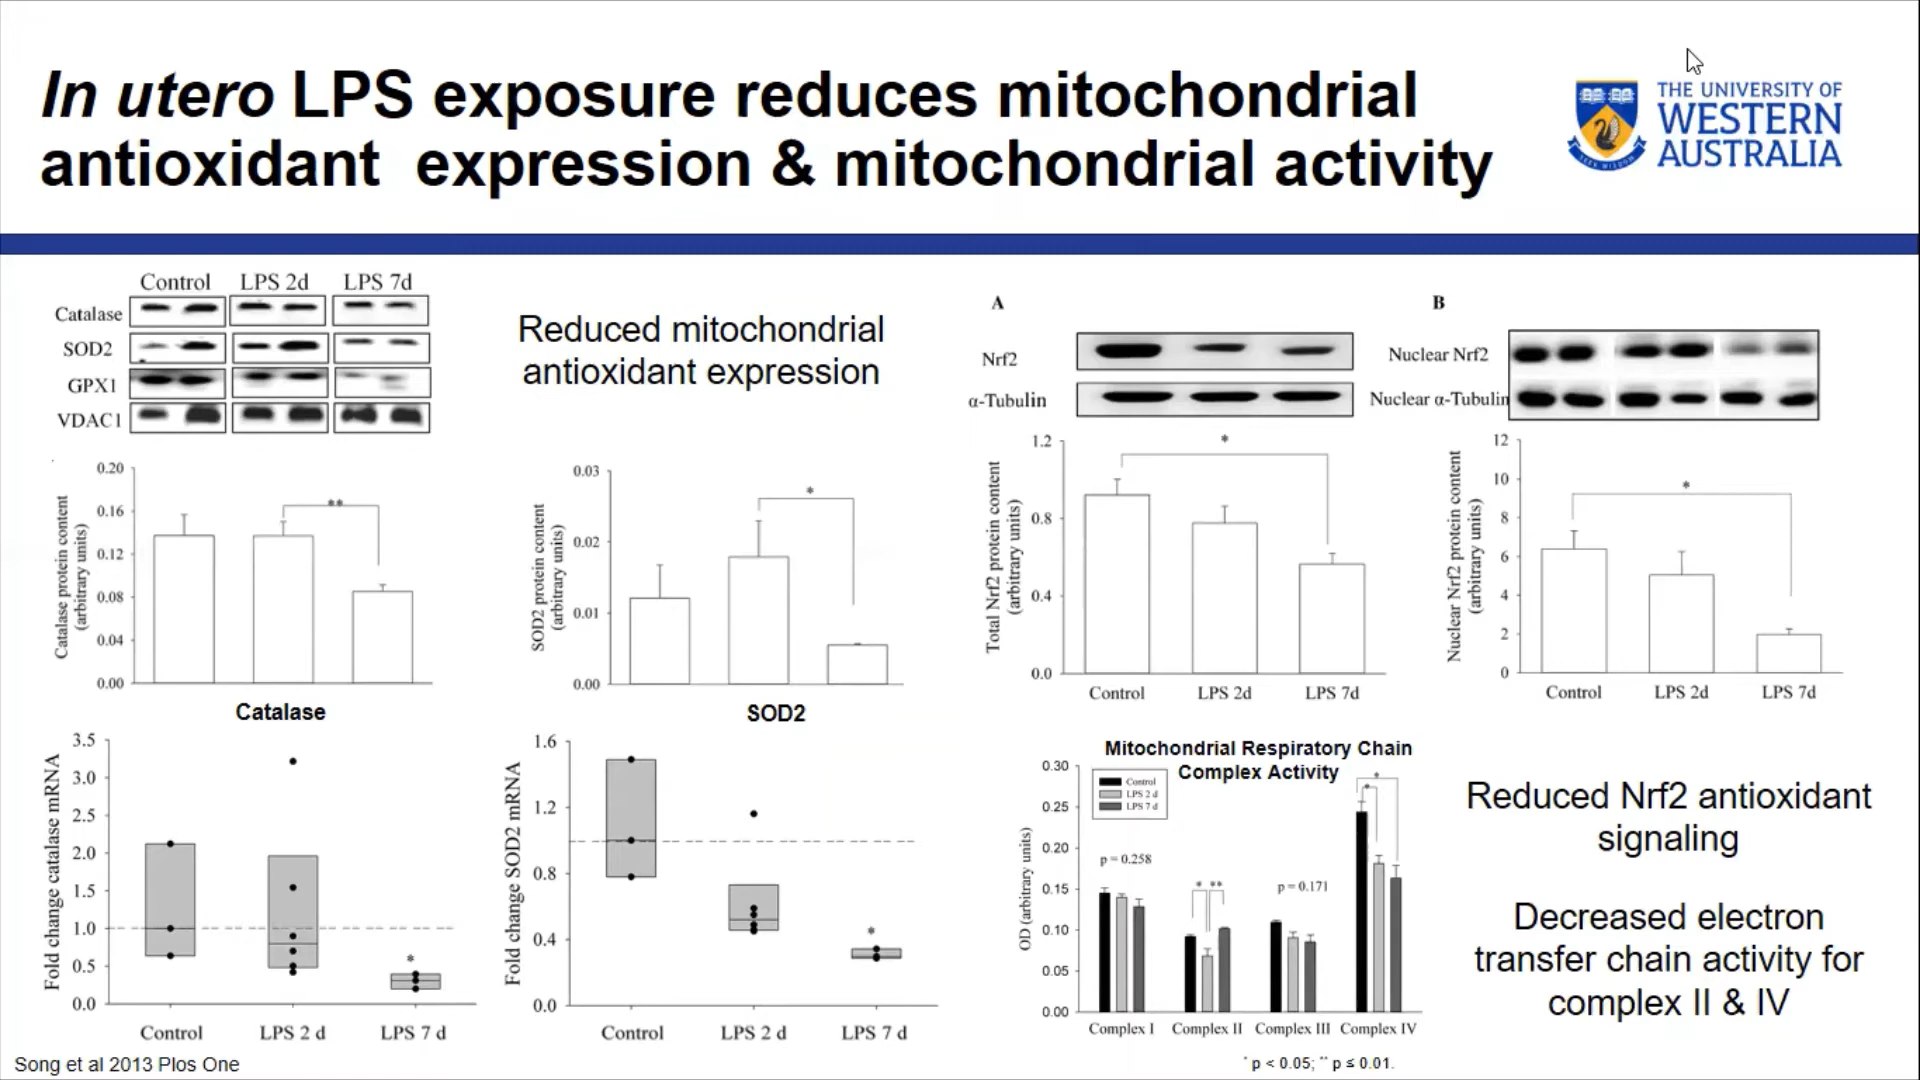 In utero LPS exposure reduces mitochondrial
antioxidant expression & mitochondrial activity
THE UNIVERSITY OF
WESTERN
AUSTRALIA
Control LPS 2d LPS 7d
Catalase
SOD2
GPX1
VDAC1
Reduced mitochondrial
antioxidant expression
A
Nrf2
α-Tubulin
B
Nuclear Nrf2
Nuclear α-Tubulin
Catalase protein content
(arbitrary units)
0.20
0.16
0.12
0.08
0.04
0.00
**
Catalase
SOD2 protein content
(arbitrary units)
0.03
0.02
0.01
0.00
*
SOD2
Total Nrf2 protein content
(arbitrary units)
1.2
0.8
0.4
0.0
*
Control LPS 2d LPS 7d
Nuclear Nrf2 protein content
(arbitrary units)
12
10
8
6
4
2
0
*
Control LPS 2d LPS 7d
Fold change catalase mRNA
3.5
3.0
2.5
2.0
1.5
1.0
0.5
0.0
*
Control LPS 2 d LPS 7 d
Fold change SOD2 mRNA
1.6
1.2
0.8
0.4
0.0
*
Control LPS 2 d LPS 7 d
Mitochondrial Respiratory Chain
Complex Activity
OD (arbitrary units)
0.30
0.25
0.20
0.15
0.10
0.05
0.00
Control
LPS 2 d
LPS 7 d
p = 0.258
* **
p = 0.171
*
*
Complex I Complex II Complex III Complex IV
* p < 0.05; ** p ≤ 0.01.
Reduced Nrf2 antioxidant
signaling
Decreased electron
transfer chain activity for
complex II & IV
Song et al 2013 Plos One